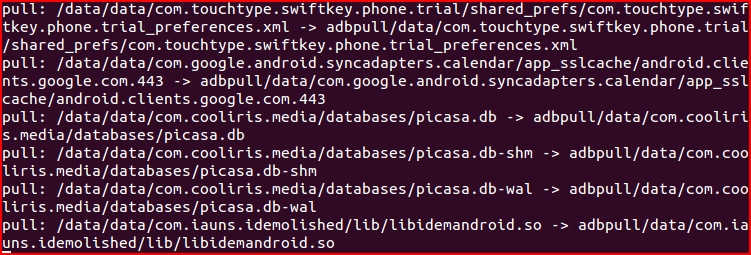 pull: /data/data/com.touchtype.swiftkey.phone.trial/shared_prefs/com.touchtype.swif
tkey.phone.trial_preferences.xml -> adbpull/data/com.touchtype.swiftkey.phone.trial
/shared_prefs/com.touchtype.swiftkey.phone.trial_preferences.xml
pull: /data/data/com.google.android.syncadapters.calendar/app_sslcache/android.clie
nts.google.com.443 -> adbpull/data/com.google.android.syncadapters.calendar/app_ssl
cache/android.clients.google.com.443
pull: /data/data/com.cooliris.media/databases/picasa.db -> adbpull/data/com.cooliri
s.media/databases/picasa.db
pull: /data/data/com.cooliris.media/databases/picasa.db-shm -> adbpull/data/com.coo
liris.media/databases/picasa.db-shm
pull: /data/data/com.cooliris.media/databases/picasa.db-wal -> adbpull/data/com.coo
liris.media/databases/picasa.db-wal
pull: /data/data/com.iauns.idemolished/lib/libidemandroid.so -> adbpull/data/com.ia
uns.idemolished/lib/libidemandroid.so